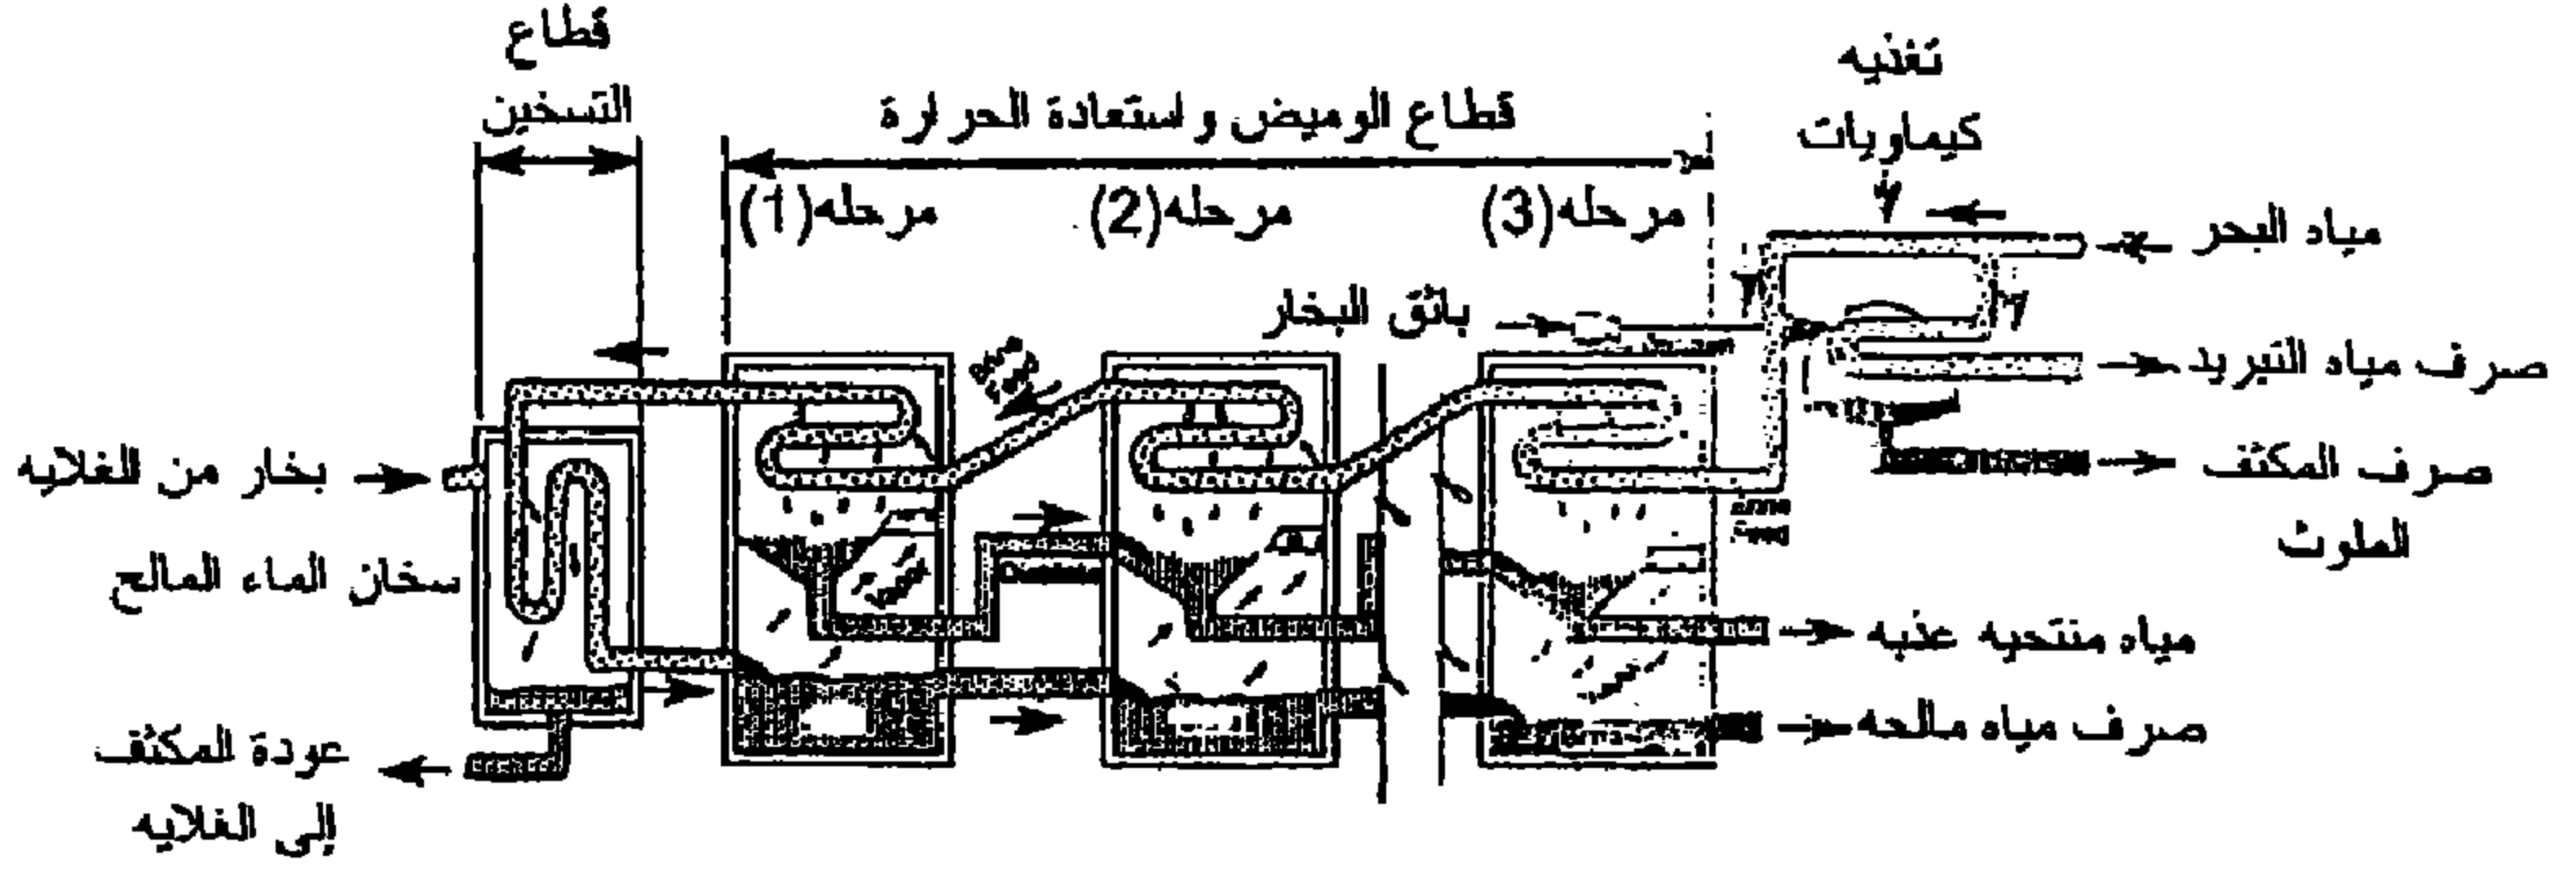 قطاع
التسخين
قطاع الوميض واستعادة الحرارة
تغذيه
كيماويات
مرحله(1)
مرحله(2)
مرحله(3)
مياه البحر
باثق البخار
صرف مياه التبريد
بخار من الغلايه
صرف المكثف
الملوث
سخان الماء المالح
مياه منتجيه عذبه
صرف مياه مالحه
عودة المكثف
إلى الغلايه